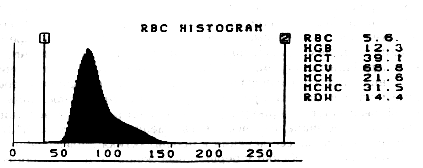 RBC HISTOGRAM
1 2
RBC 5.6.
HGB 12.3
HCT 39.1
MCV 68.8
MCH 21.6
MCHC 31.5
RDW 14.4
0 50 100 150 200 250